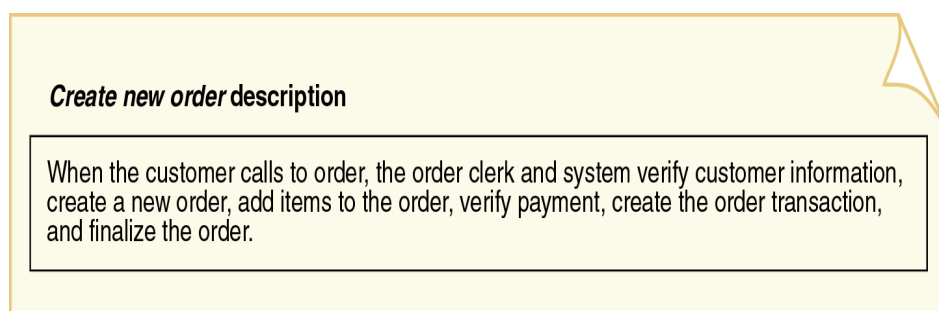 Create new order description
When the customer calls to order, the order clerk and system verify customer information,
create a new order, add items to the order, verify payment, create the order transaction,
and finalize the order.